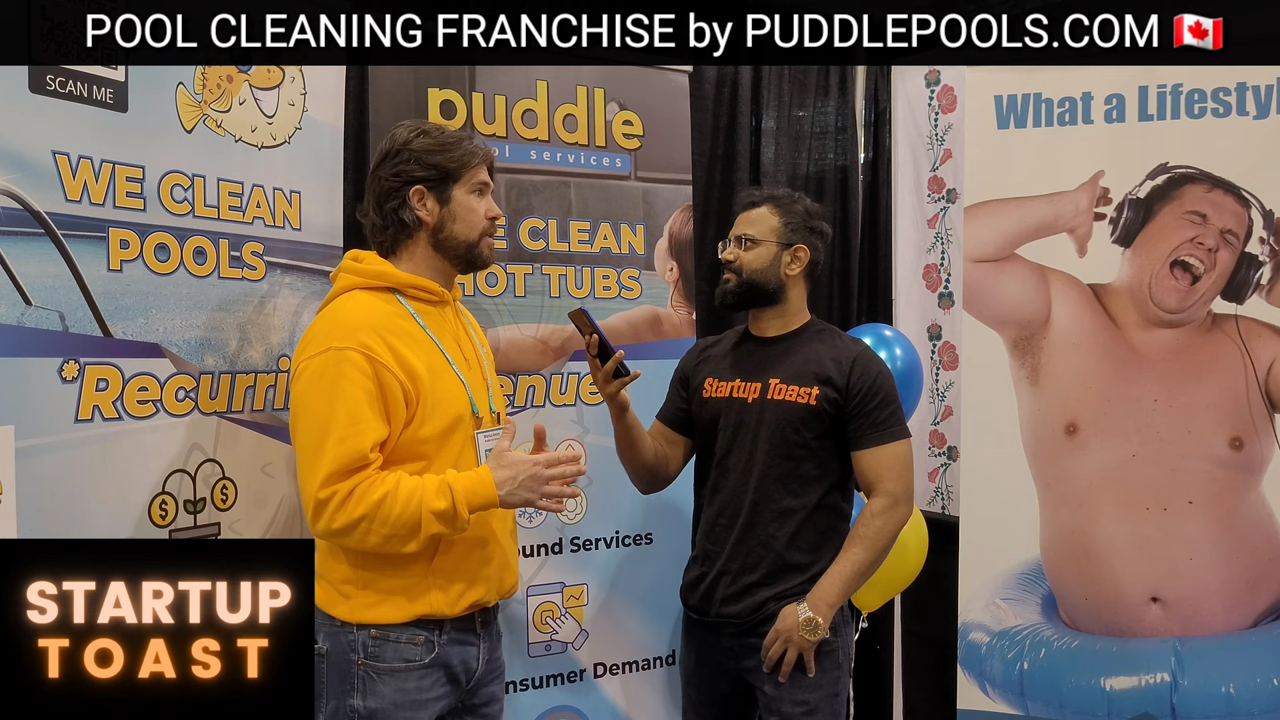 POOL CLEANING FRANCHISE by PUDDLEPOOLS.COM 🇨🇦
SCAN ME
WE CLEAN
POOLS
*Recurri
puddle
ol services
E CLEAN
HOT TUBS
enue
ound Services
nsumer Demand
What a Lifestyl
Startup Toast
STARTUP
TOAST